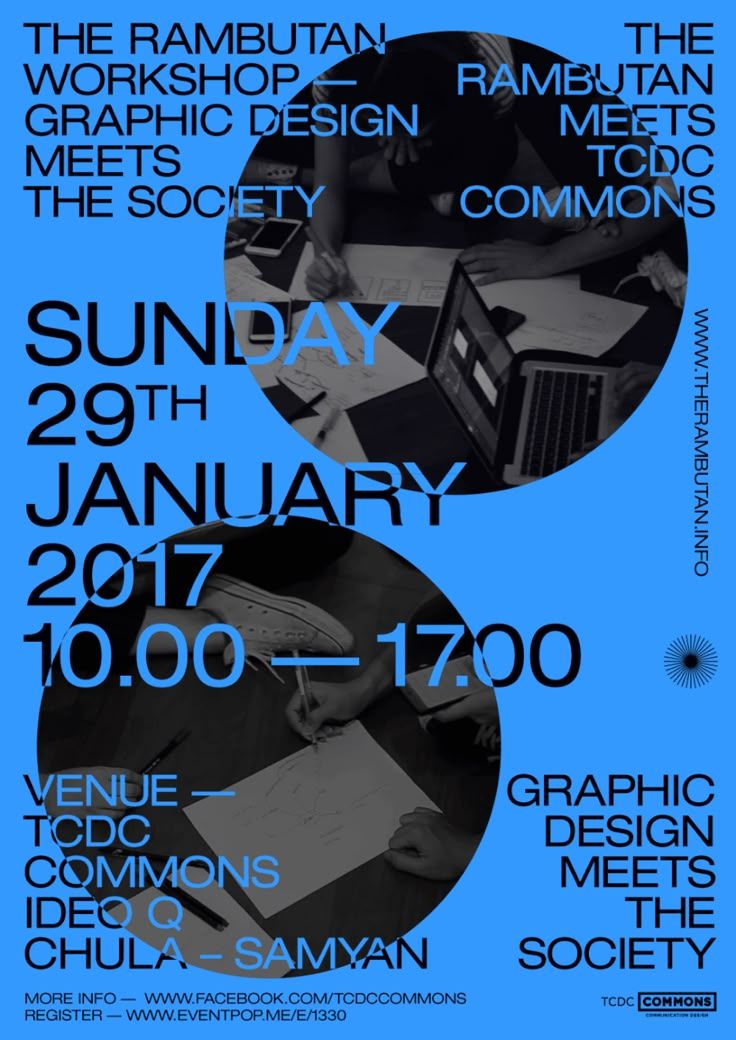 THE RAMBUTAN
WORKSHOP —
GRAPHIC DESIGN
MEETS
THE SOCIETY
THE
RAMBUTAN
MEETS
TCDC
COMMONS
SUNDAY
29TH
JANUARY
2017
10.00 — 17.00
WWW.THERAMBUTAN.INFO
VENUE —
TCDC
COMMONS
IDEO Q
CHULA – SAMYAN
GRAPHIC
DESIGN
MEETS
THE
SOCIETY
MORE INFO — WWW.FACEBOOK.COM/TCDCCOMMONS
REGISTER — WWW.EVENTPOP.ME/E/1330
TCDC COMMONS
COMMUNICATION DESIGN